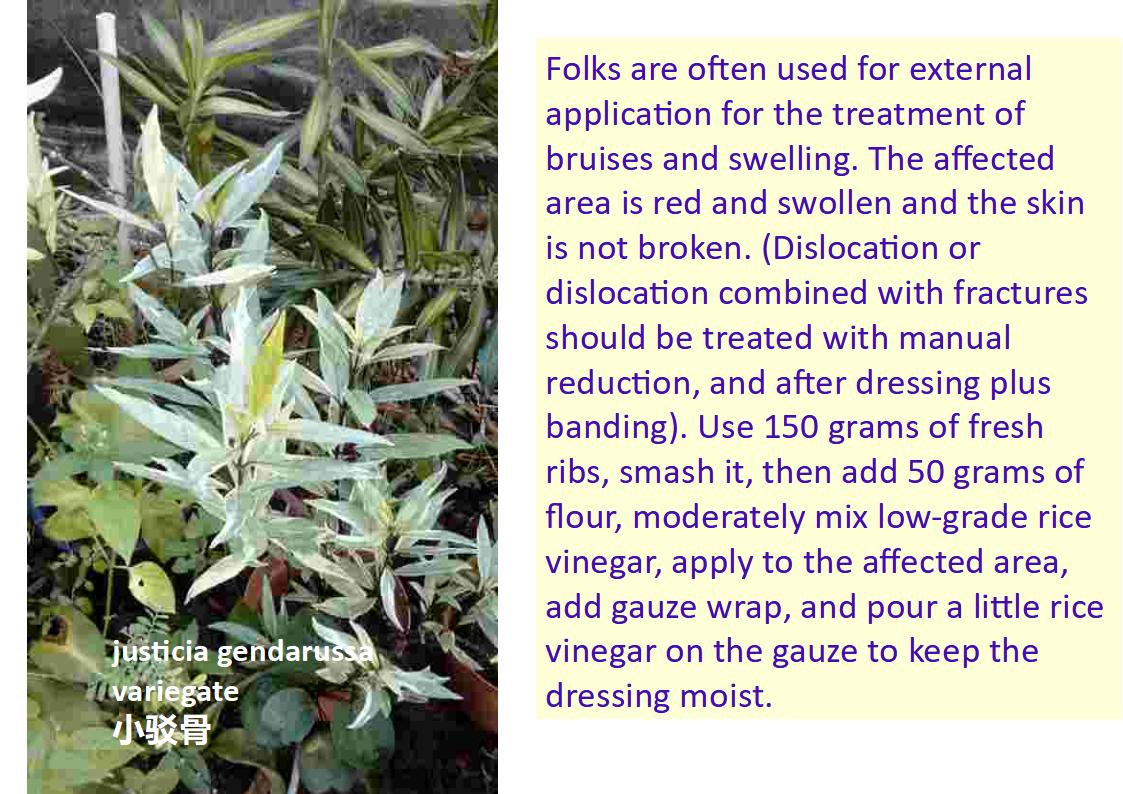 justicia gendarussa
variegate
小驳骨
Folks are often used for external
application for the treatment of
bruises and swelling. The affected
area is red and swollen and the skin
is not broken. (Dislocation or
dislocation combined with fractures
should be treated with manual
reduction, and after dressing plus
banding). Use 150 grams of fresh
ribs, smash it, then add 50 grams of
flour, moderately mix low-grade rice
vinegar, apply to the affected area,
add gauze wrap, and pour a little rice
vinegar on the gauze to keep the
dressing moist.